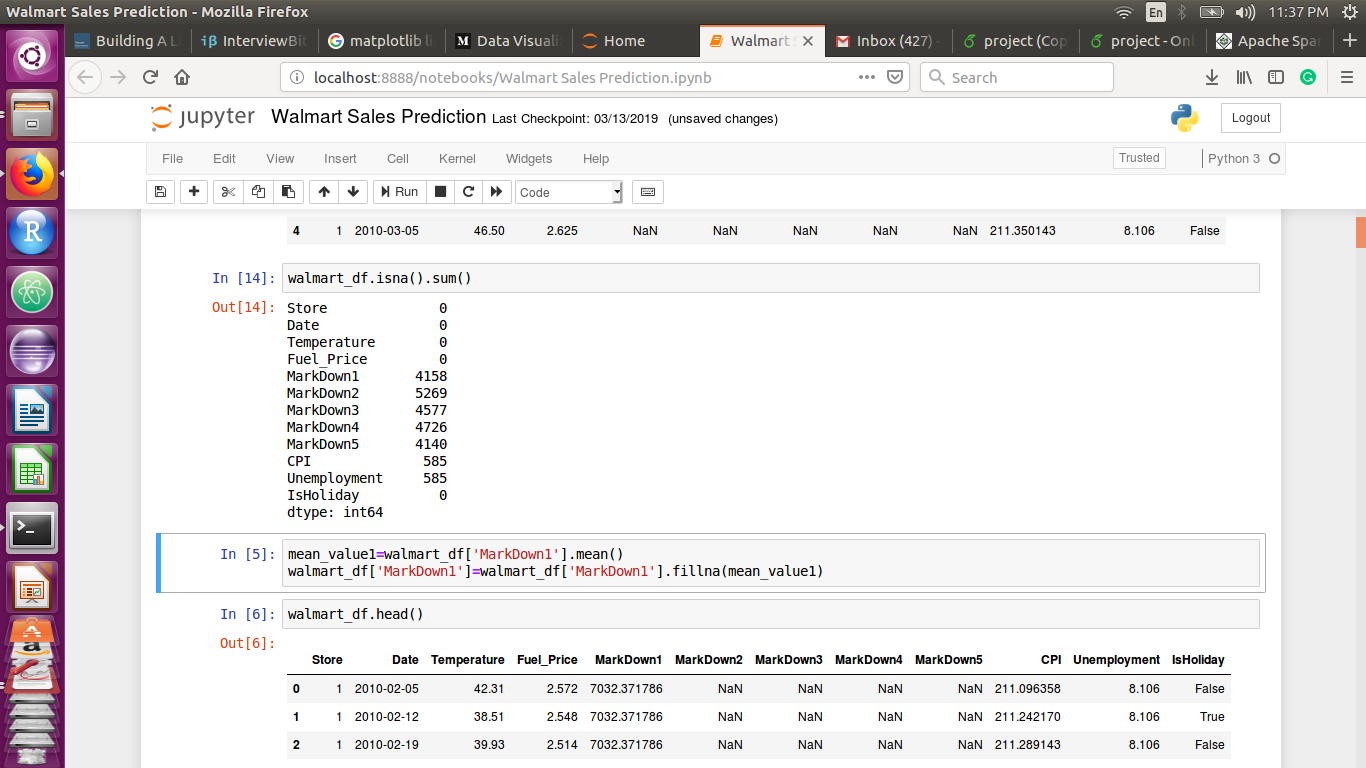 Walmart Sales Prediction - Mozilla Firefox
En
11:37 PM
Building A L
iβ InterviewBit
matplotlib li
M Data Visuali
Home
Walmart S
Inbox (427) -
project (Cop
project - Onl
Apache Spar
localhost:8888/notebooks/Walmart Sales Prediction.ipynb
Search
jupyter Walmart Sales Prediction Last Checkpoint: 03/13/2019 (unsaved changes)
Logout
File Edit View Insert Cell Kernel Widgets Help
Trusted
Python 3
Run
Code
4 1 2010-03-05 46.50 2.625 NaN NaN NaN NaN NaN 211.350143 8.106 False
In [14]: walmart_df.isna().sum()
Out[14]: Store 0
Date 0
Temperature 0
Fuel_Price 0
MarkDown1 4158
MarkDown2 5269
MarkDown3 4577
MarkDown4 4726
MarkDown5 4140
CPI 585
Unemployment 585
IsHoliday 0
dtype: int64
In [5]: mean_value1=walmart_df['MarkDown1'].mean()
walmart_df['MarkDown1']=walmart_df['MarkDown1'].fillna(mean_value1)
In [6]: walmart_df.head()
Out[6]:
Store Date Temperature Fuel_Price MarkDown1 MarkDown2 MarkDown3 MarkDown4 MarkDown5 CPI Unemployment IsHoliday
0 1 2010-02-05 42.31 2.572 7032.371786 NaN NaN NaN NaN 211.096358 8.106 False
1 1 2010-02-12 38.51 2.548 7032.371786 NaN NaN NaN NaN 211.242170 8.106 True
2 1 2010-02-19 39.93 2.514 7032.371786 NaN NaN NaN NaN 211.289143 8.106 False